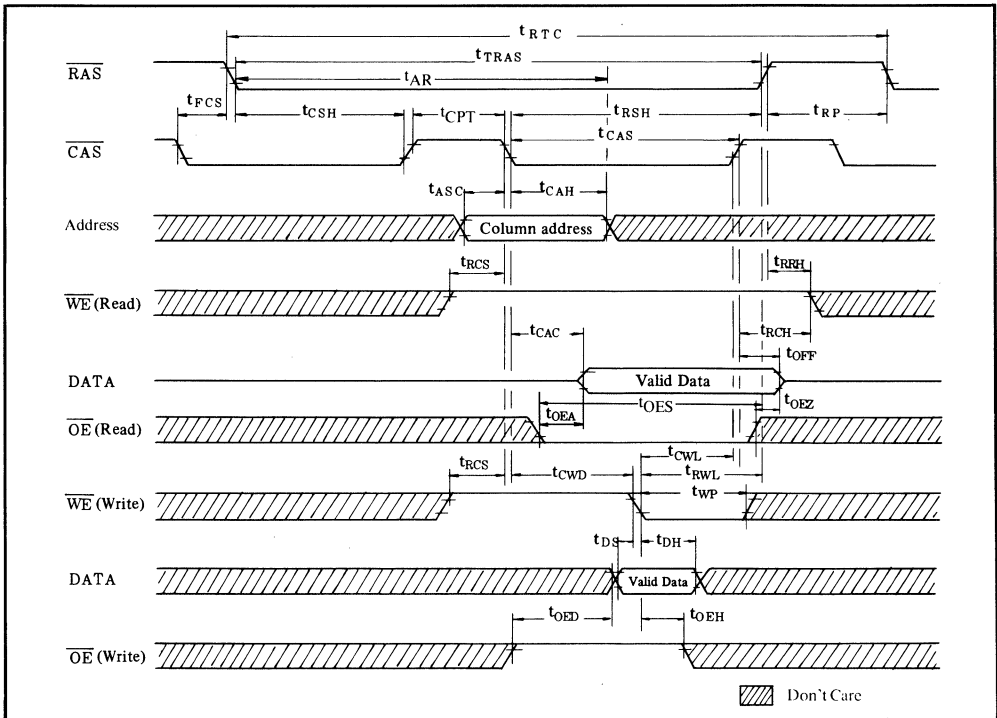 tRTC
tTRAS
RAS
tAR
tFCS
tCSH
tCPT
tRSH
tRP
tCAS
CAS
tASC
tCAH
Address
Column address
tRCS
tRRH
WE (Read)
tCAC
tRCH
tOFF
DATA
Valid Data
tOES
tOEA
tOEZ
OE (Read)
tCWL
tRCS
tCWD
tRWL
tWP
WE (Write)
tDS
tDH
DATA
Valid Data
tOED
tOEH
OE (Write)
Don't Care